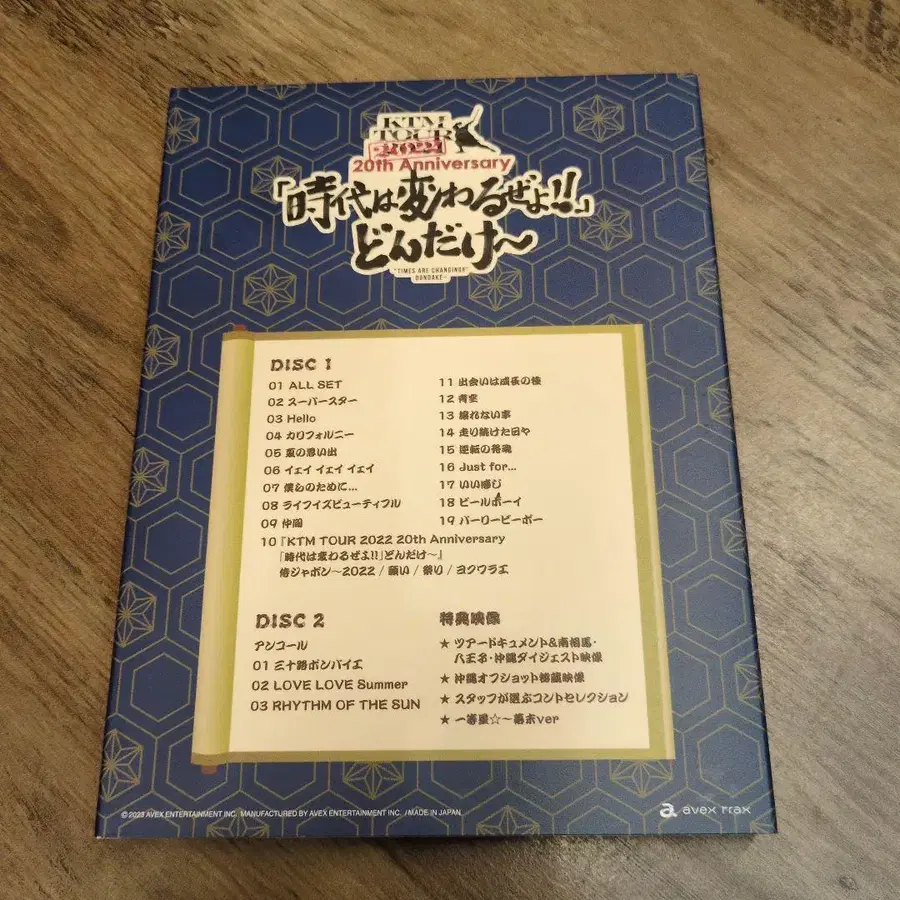 KTM
TOUR
2022
20th Anniversary
「時代は変わるぜよ!!」
どんだけ〜
"TIMES ARE CHANGING!!"
DONDAKE~
DISC 1
01 ALL SET
02 スーパースター
03 Hello
04 カリフォルニー
05 夏の思い出
06 イェイ イェイ イェイ
07 僕らのために...
08 ライフイズビューティフル
09 仲間
10 『KTM TOUR 2022 20th Anniversary
「時代は変わるぜよ!!」どんだけ〜』
侍ジャポン〜2022 / 願い / 祭り / ヨクワラエ
11 出会いは成長の種
12 青空
13 譲れない事
14 走り続けた日々
15 逆転の発魂
16 Just for...
17 いい感じ
18 ビールボーイ
19 パーリーピーポー
DISC 2
アンコール
01 三十路ボンバイエ
02 LOVE LOVE Summer
03 RHYTHM OF THE SUN
特典映像
★ ツアードキュメント&南相馬・
八王子・沖縄ダイジェスト映像
★ 沖縄オフショット秘蔵映像
★ スタッフが選ぶコントセレクション
★ 一等星☆〜幕末ver
© 2023 AVEX ENTERTAINMENT INC. MANUFACTURED BY AVEX ENTERTAINMENT INC. /MADE IN JAPAN.
avex trax